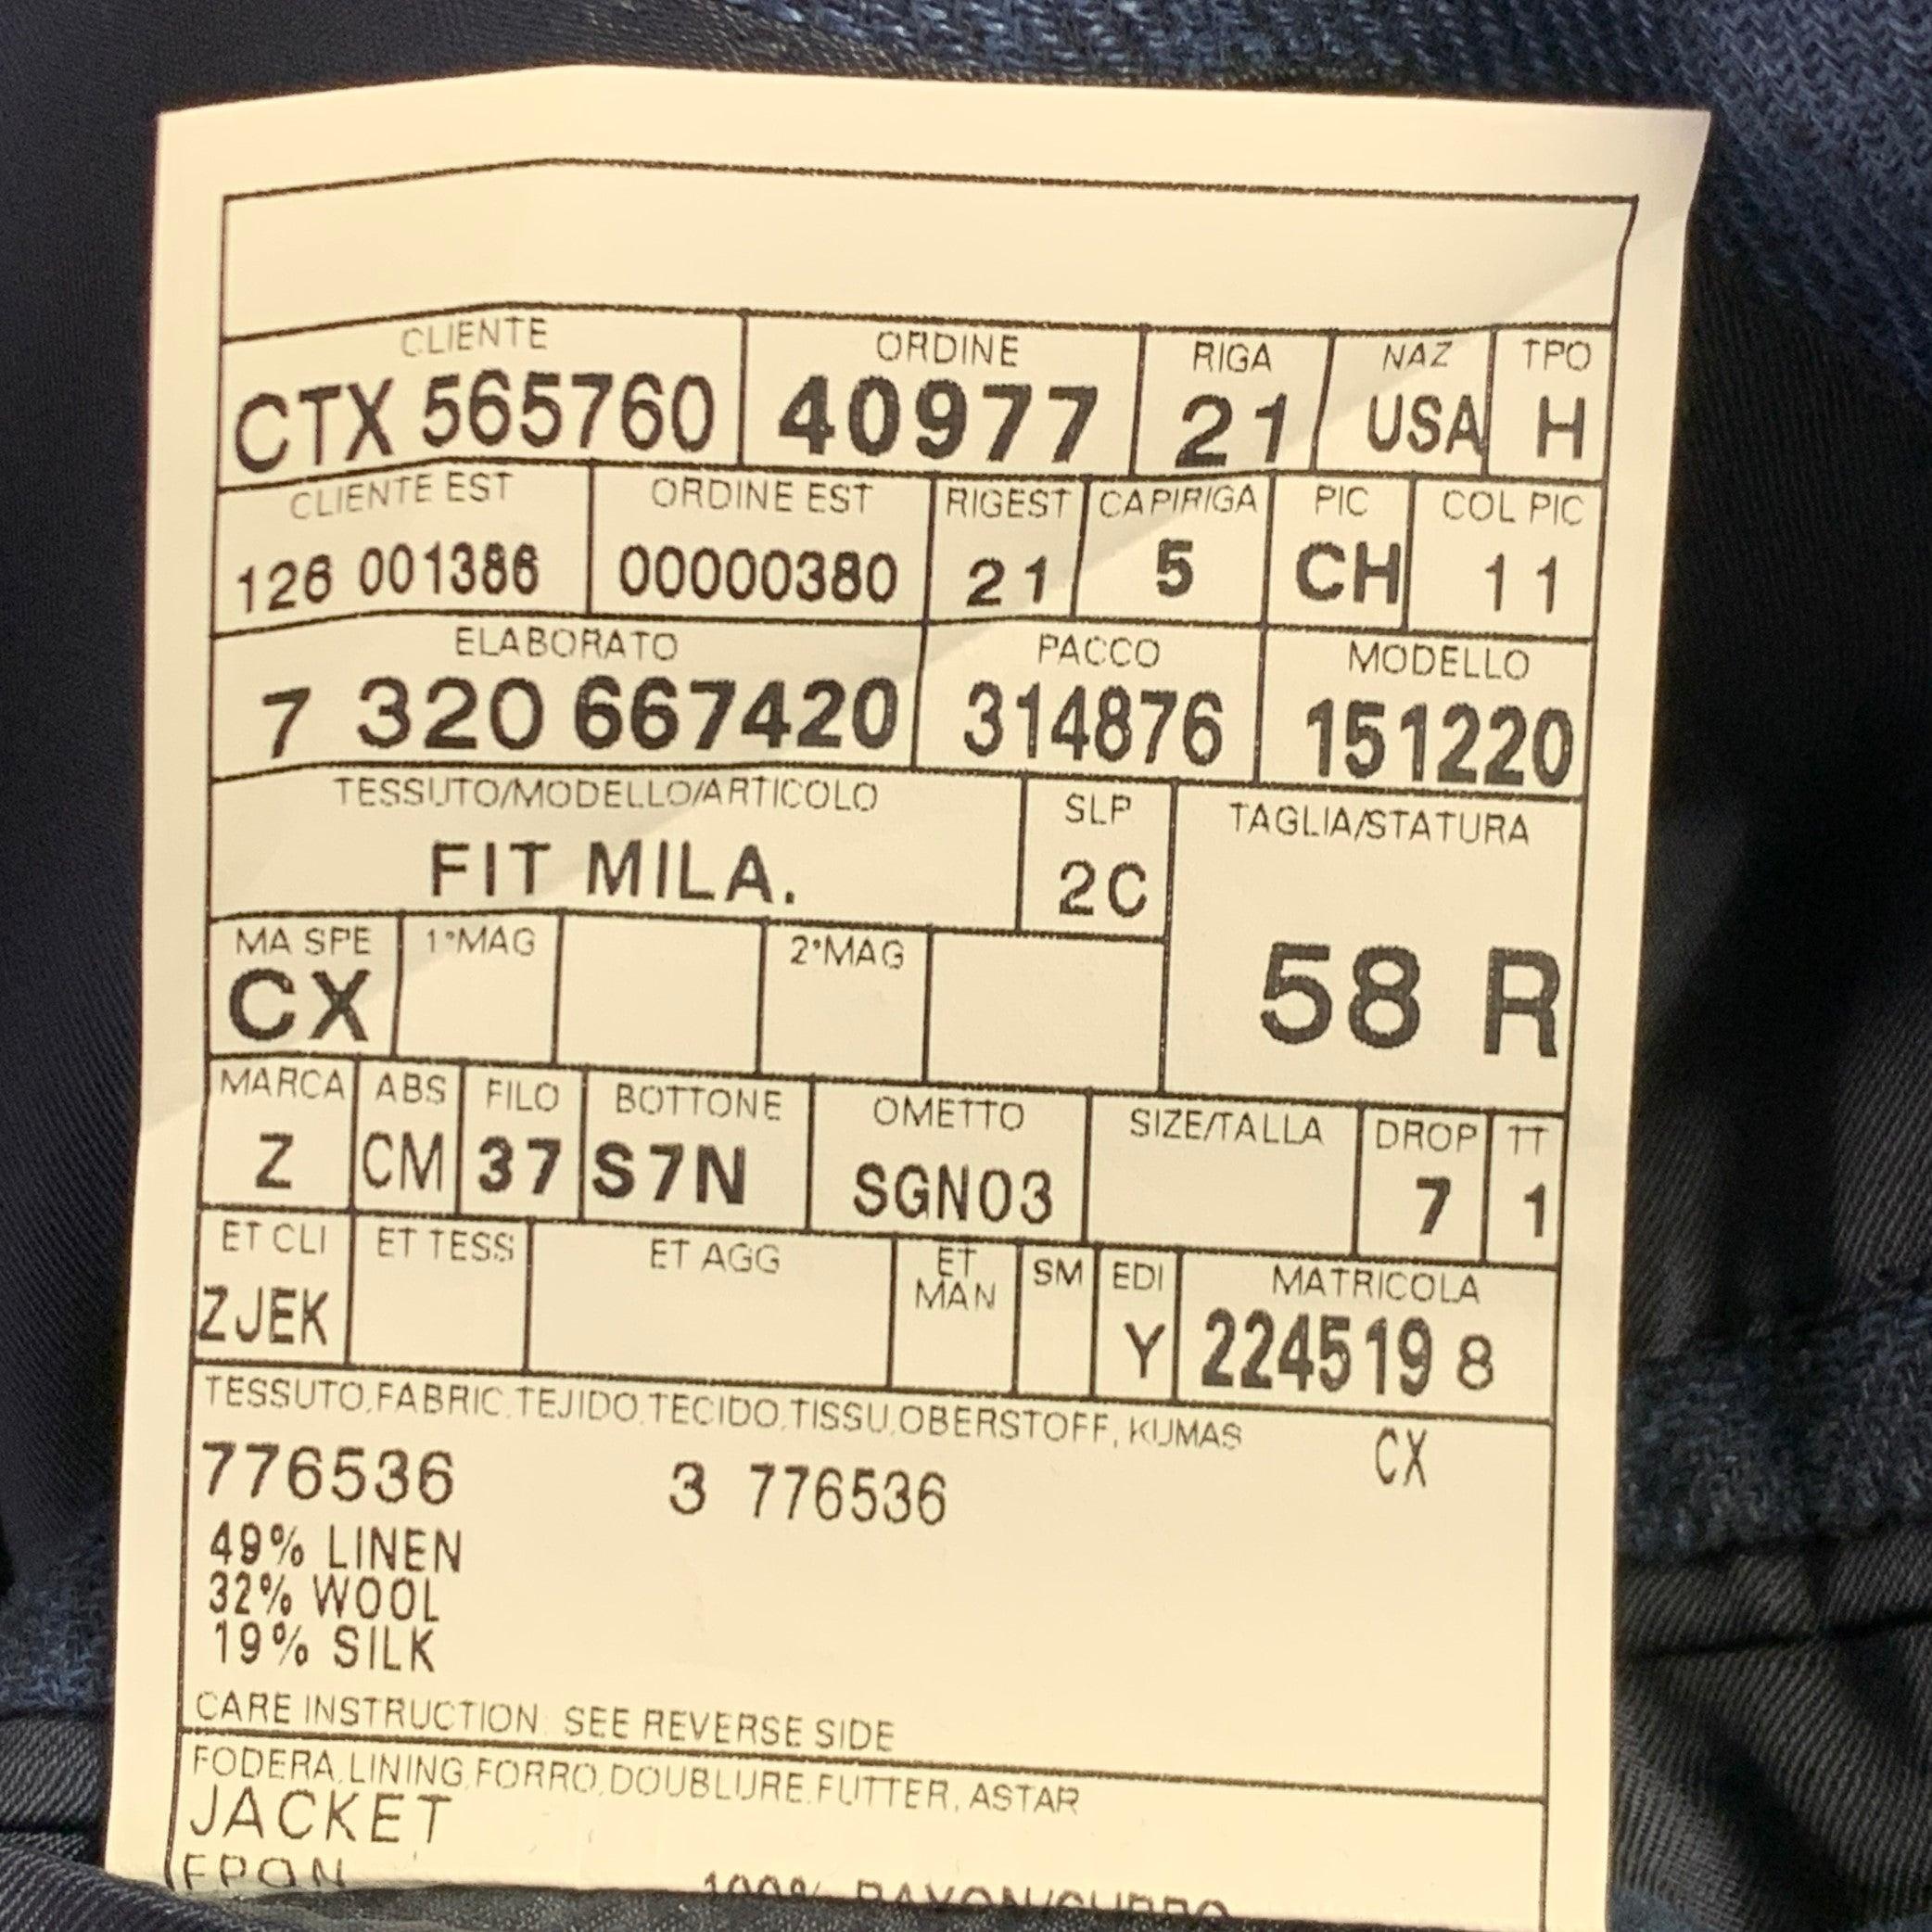 CLIENTE ORDINE RIGA NAZ TPO
CTX 565760 40977 21 USA H
CLIENTE EST ORDINE EST RIGEST CAPIRIGA PIC COL PIC
126 001386 00000380 21 5 CH 11
ELABORATO PACCO MODELLO
7 320 667420 314876 151220
TESSUTO/MODELLO/ARTICOLO SLP TAGLIA/STATURA
FIT MILA. 2C
58 R
MA SPE 1°MAG 2°MAG
CX
MARCA ABS FILO BOTTONE OMETTO SIZE/TALLA DROP TT
Z CM 37 S7N SGN03 7 1
ET CLI ET TESS ET AGG ET MAN SM EDI MATRICOLA
ZJEK Y 224519 8
TESSUTO,FABRIC,TEJIDO,TECIDO,TISSU,OBERSTOFF, KUMAS CX
776536 3 776536
49% LINEN
32% WOOL
19% SILK
CARE INSTRUCTION: SEE REVERSE SIDE
FODERA,LINING,FORRO,DOUBLURE,FUTTER, ASTAR
JACKET
100% RAYON/CUPRO